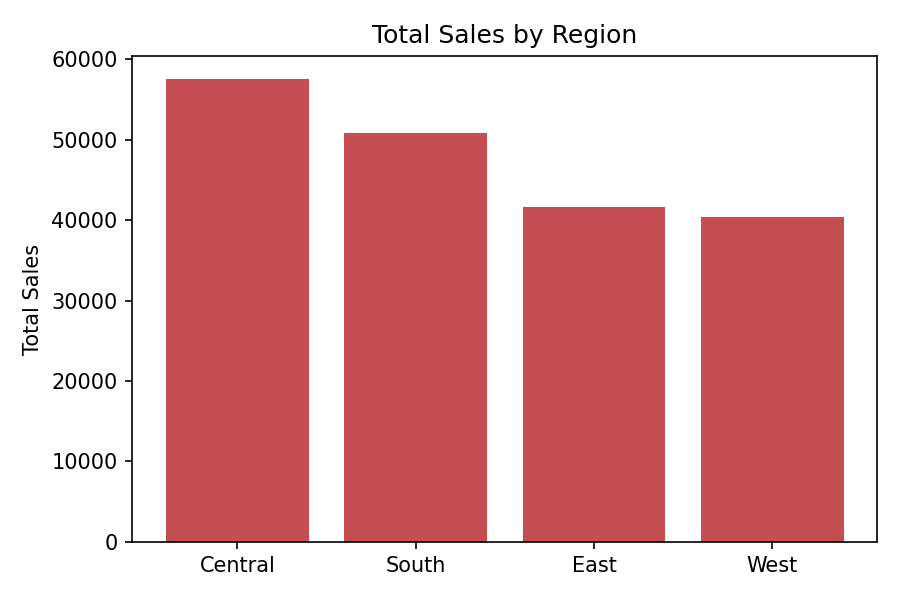 Total Sales by Region
Total Sales
60000
50000
40000
30000
20000
10000
0
Central
South
East
West